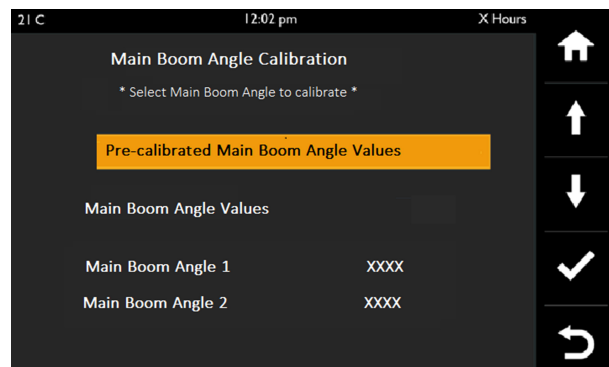 21 C 12:02 pm X Hours
Main Boom Angle Calibration
* Select Main Boom Angle to calibrate *
Pre-calibrated Main Boom Angle Values
Main Boom Angle Values
Main Boom Angle 1 XXXX
Main Boom Angle 2 XXXX